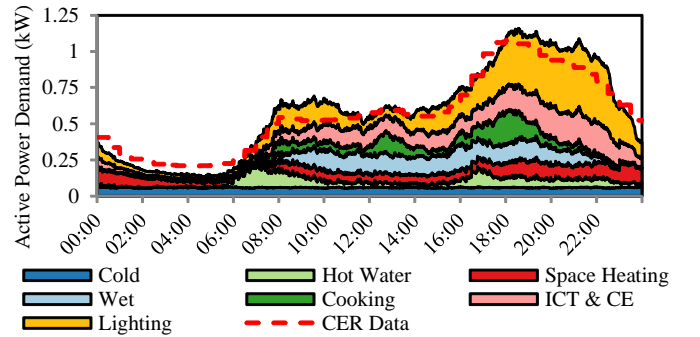 Active Power Demand (kW)
1.25
1
0.75
0.5
0.25
0
00:00 02:00 04:00 06:00 08:00 10:00 12:00 14:00 16:00 18:00 20:00 22:00
Cold Hot Water Space Heating
Wet Cooking ICT & CE
Lighting CER Data